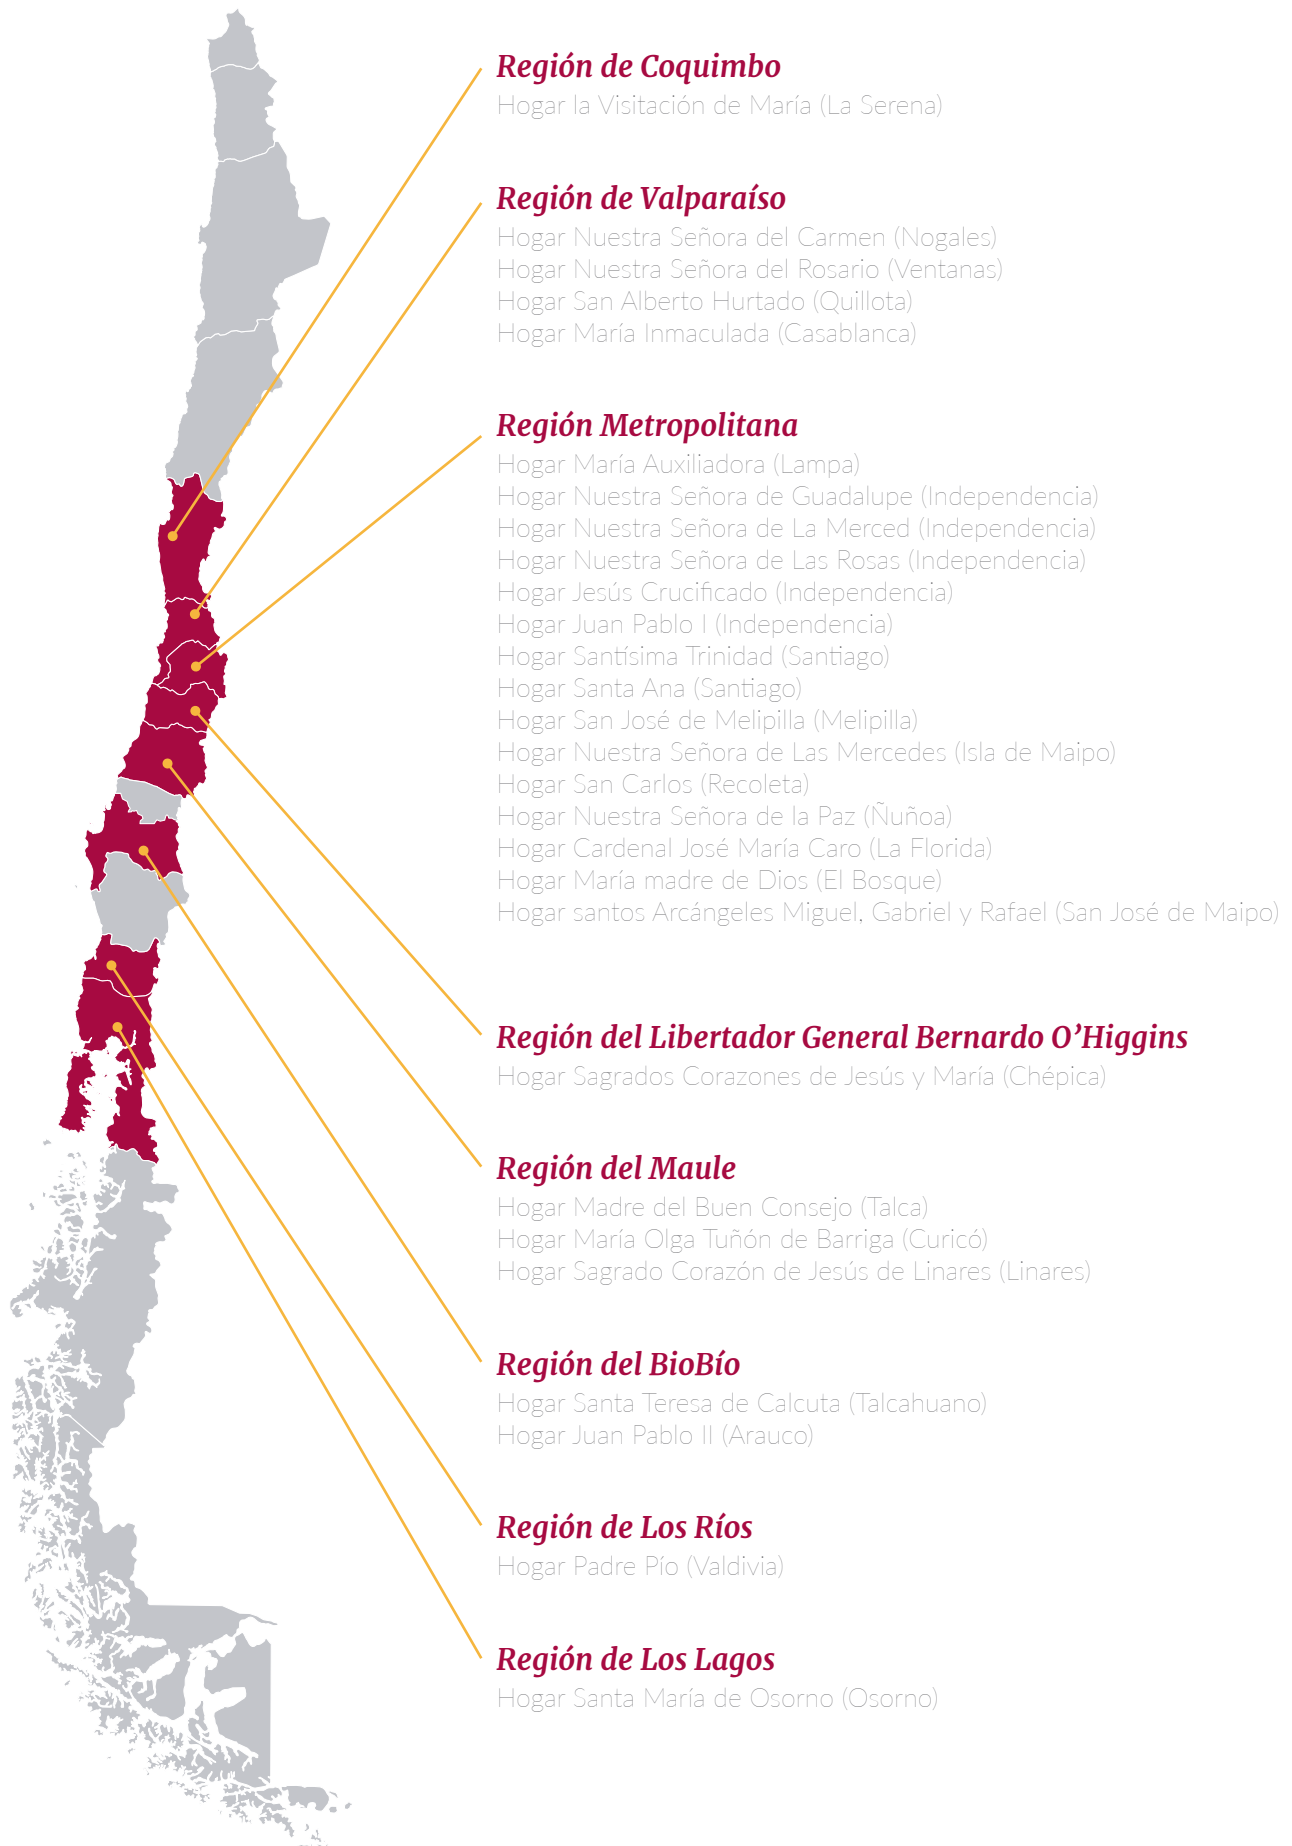 Región de Coquimbo
Hogar la Visitación de María (La Serena)
Región de Valparaíso
Hogar Nuestra Señora del Carmen (Nogales)
Hogar Nuestra Señora del Rosario (Ventanas)
Hogar San Alberto Hurtado (Quillota)
Hogar María Inmaculada (Casablanca)
Región Metropolitana
Hogar María Auxiliadora (Lampa)
Hogar Nuestra Señora de Guadalupe (Independencia)
Hogar Nuestra Señora de La Merced (Independencia)
Hogar Nuestra Señora de Las Rosas (Independencia)
Hogar Jesús Crucificado (Independencia)
Hogar Juan Pablo I (Independencia)
Hogar Santísima Trinidad (Santiago)
Hogar Santa Ana (Santiago)
Hogar San José de Melipilla (Melipilla)
Hogar Nuestra Señora de Las Mercedes (Isla de Maipo)
Hogar San Carlos (Recoleta)
Hogar Nuestra Señora de la Paz (Ñuñoa)
Hogar Cardenal José María Caro (La Florida)
Hogar María madre de Dios (El Bosque)
Hogar santos Arcángeles Miguel, Gabriel y Rafael (San José de Maipo)
Región del Libertador General Bernardo O’Higgins
Hogar Sagrados Corazones de Jesús y María (Chépica)
Región del Maule
Hogar Madre del Buen Consejo (Talca)
Hogar María Olga Tuñón de Barriga (Curicó)
Hogar Sagrado Corazón de Jesús de Linares (Linares)
Región del BioBío
Hogar Santa Teresa de Calcuta (Talcahuano)
Hogar Juan Pablo II (Arauco)
Región de Los Ríos
Hogar Padre Pío (Valdivia)
Región de Los Lagos
Hogar Santa María de Osorno (Osorno)